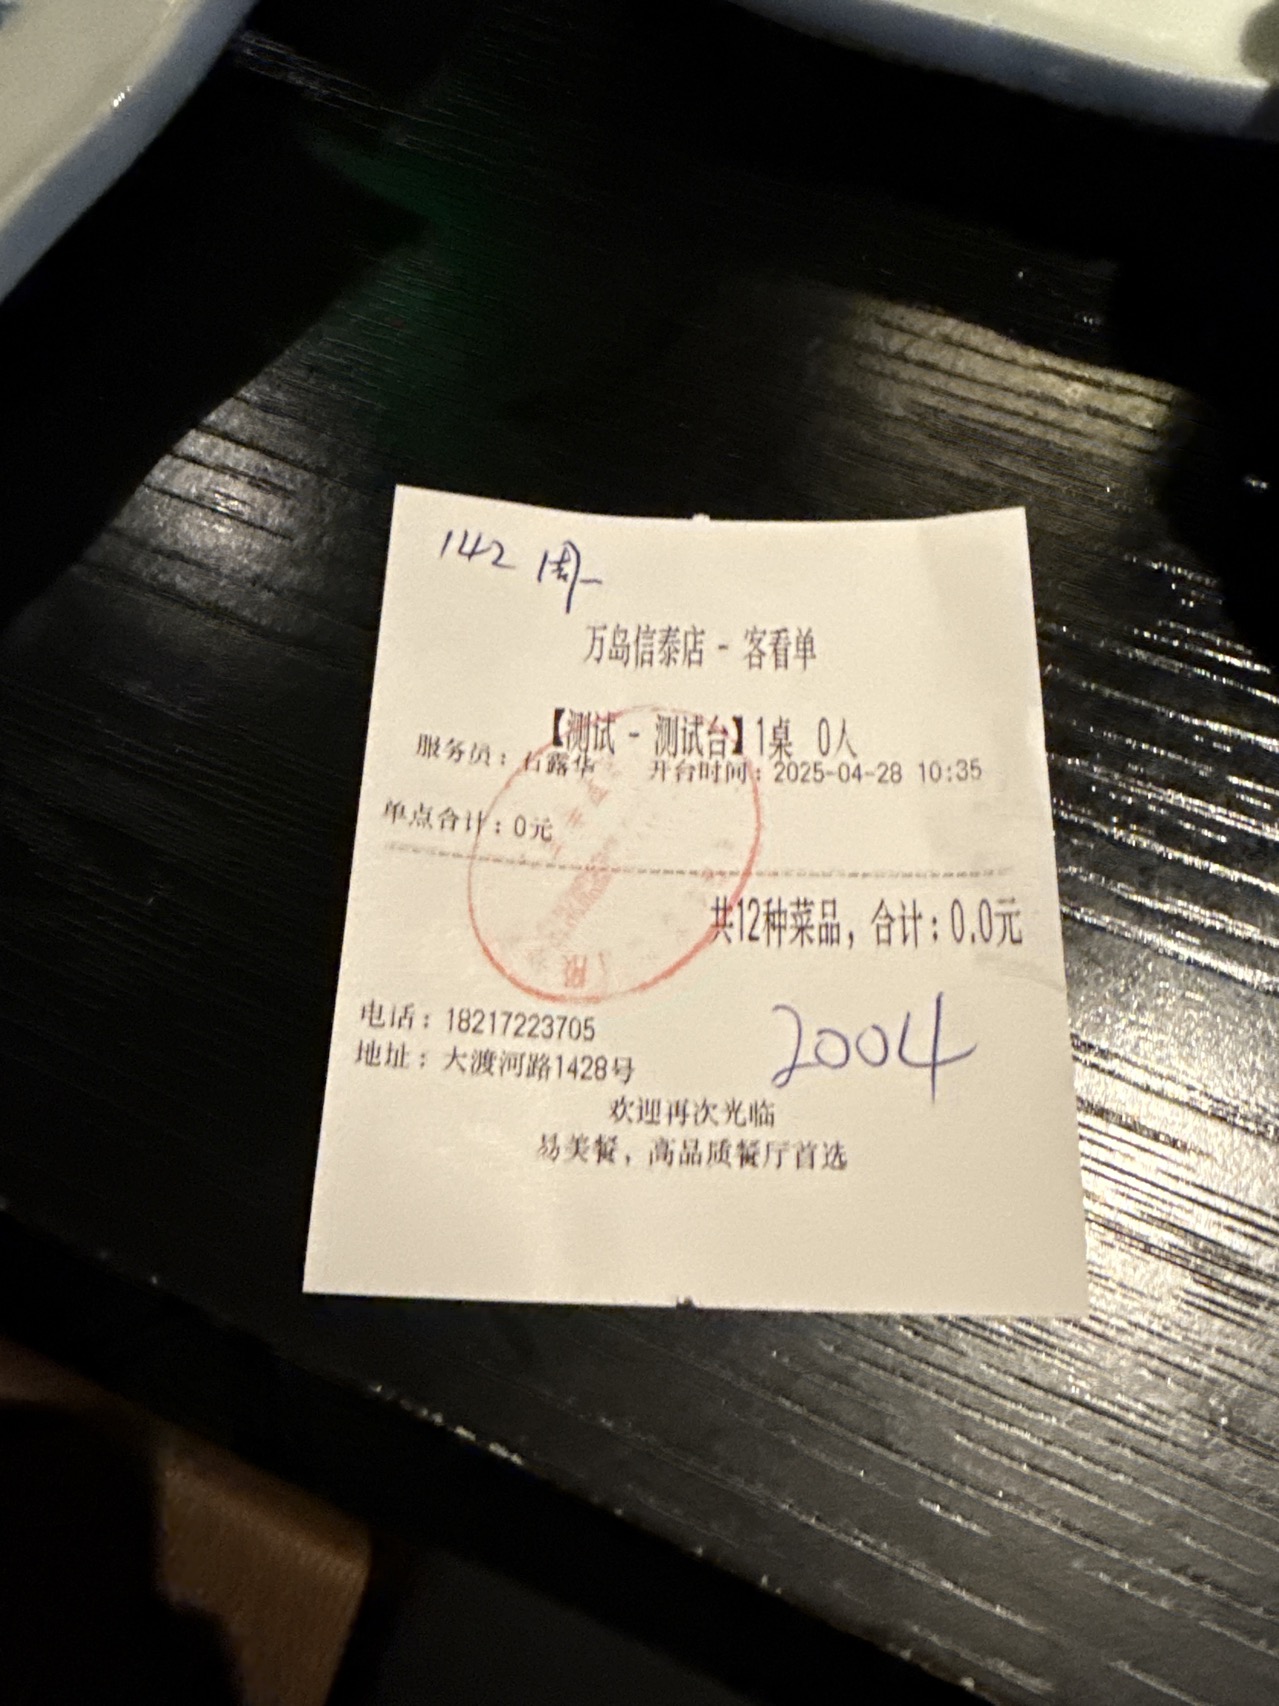 142 周一
万岛信泰店 - 客看单
【测试 - 测试台】1桌 0人
服务员：石露华 开台时间：2025-04-28 10:35
单点合计：0元
共12种菜品，合计：0.0元
电话：18217223705
2004
地址：大渡河路1428号
欢迎再次光临
易美餐，高品质餐厅首选